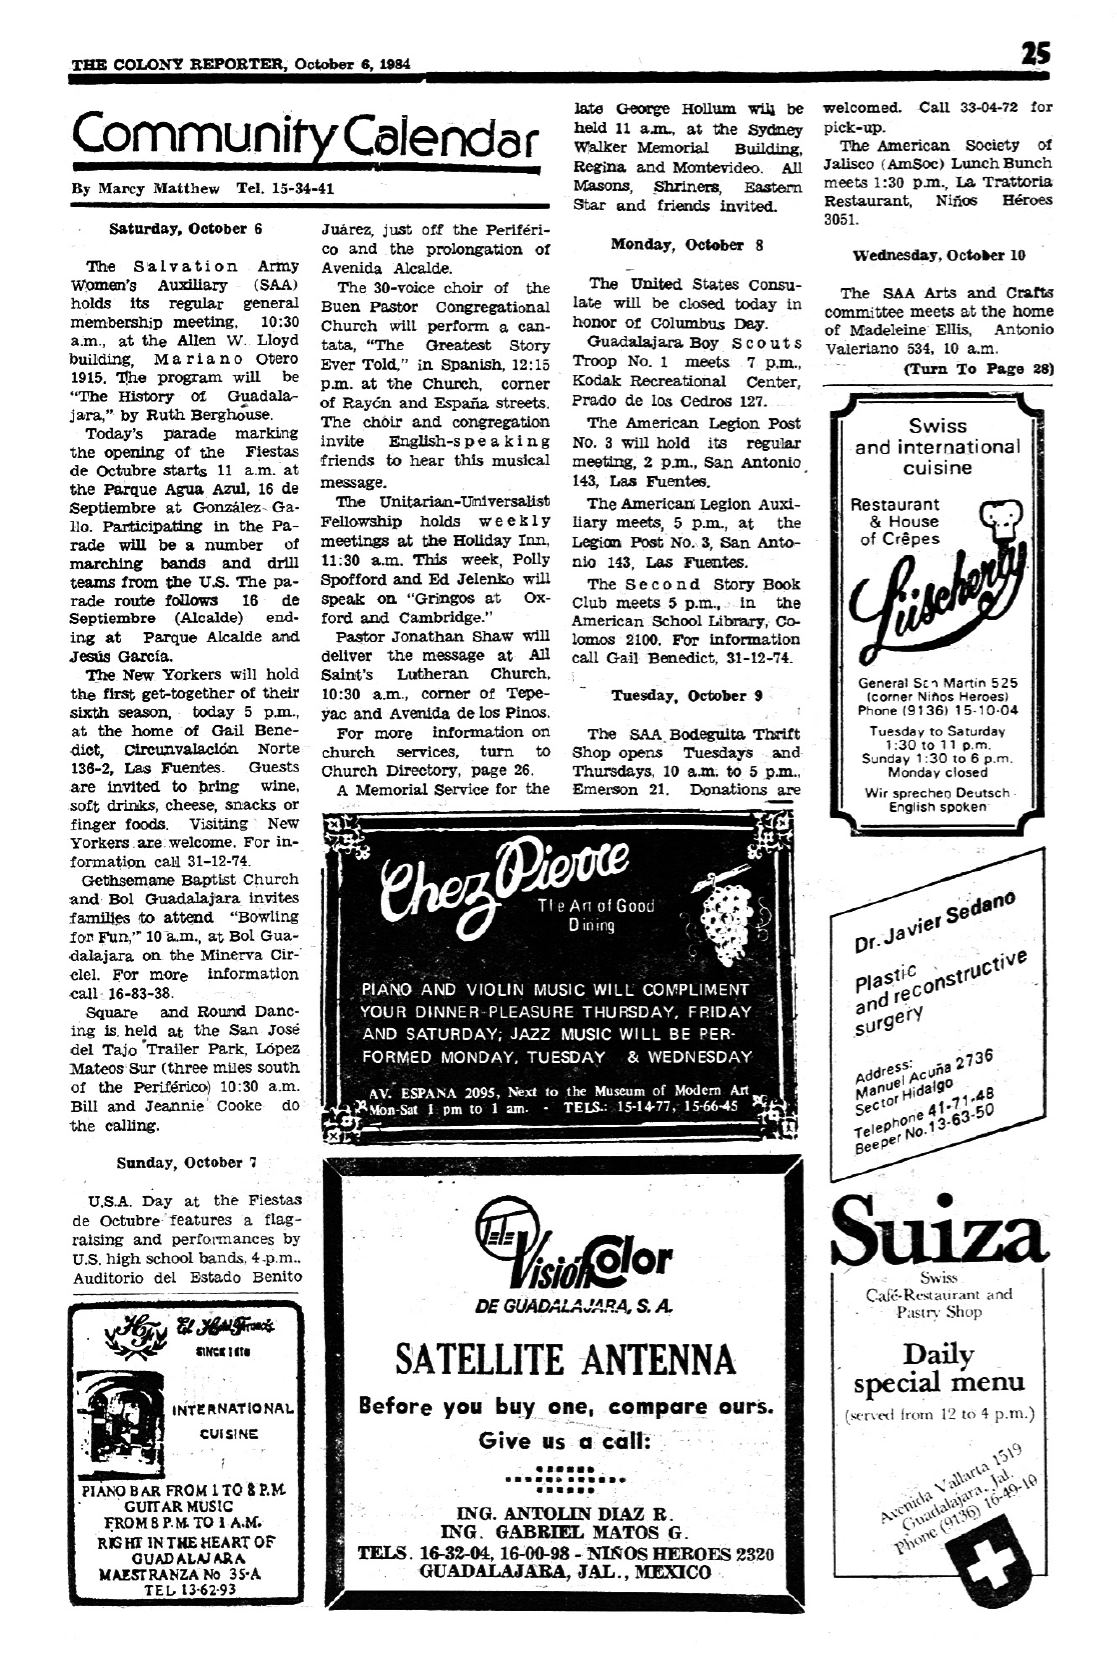 THE COLONY REPORTER, October 6, 1984
25
Community Calendar
By Marcy Matthew Tel. 15-34-41
Saturday, October 6
The Salvation Army
Women's Auxiliary (SAA)
holds its regular general
membership meeting, 10:30
a.m., at the Allen W. Lloyd
building, Mariano Otero
1915. The program will be
"The History of Guadala-
jara," by Ruth Berghouse.
Today's parade marking
the opening of the Fiestas
de Octubre starts 11 a.m. at
the Parque Agua Azul, 16 de
Septiembre at González Ga-
llo. Participating in the Pa-
rade will be a number of
marching bands and drill
teams from the U.S. The pa-
rade route follows 16 de
Septiembre (Alcalde) end-
ing at Parque Alcalde and
Jesús García.
The New Yorkers will hold
the first get-together of their
sixth season, today 5 p.m.,
at the home of Gail Bene-
dict, Circunvalación Norte
136-2, Las Fuentes. Guests
are invited to bring wine,
soft drinks, cheese, snacks or
finger foods. Visiting New
Yorkers are welcome. For in-
formation call 31-12-74.
Gethsemane Baptist Church
and Bol Guadalajara invites
families to attend "Bowling
for Fun," 10 a.m., at Bol Gua-
dalajara on the Minerva Cir-
clel. For more information
call 16-83-38.
Square and Round Danc-
ing is held at the San José
del Tajo Trailer Park, López
Mateos Sur (three miles south
of the Periférico) 10:30 a.m.
Bill and Jeannie Cooke do
the calling.
Sunday, October 7
U.S.A. Day at the Fiestas
de Octubre features a flag-
raising and performances by
U.S. high school bands, 4 p.m.,
Auditorio del Estado Benito
Juárez, just off the Periféri-
co and the prolongation of
Avenida Alcalde.
The 30-voice choir of the
Buen Pastor Congregational
Church will perform a can-
tata, "The Greatest Story
Ever Told," in Spanish, 12:15
p.m. at the Church, corner
of Rayón and España streets.
The choir and congregation
invite English-speaking
friends to hear this musical
message.
The Unitarian-Universalist
Fellowship holds weekly
meetings at the Holiday Inn,
11:30 a.m. This week, Polly
Spofford and Ed Jelenko will
speak on "Gringos at Ox-
ford and Cambridge."
Pastor Jonathan Shaw will
deliver the message at All
Saint's Lutheran Church,
10:30 a.m., corner of Tepe-
yac and Avenida de los Pinos.
For more information on
church services, turn to
Church Directory, page 26.
A Memorial Service for the
late George Hollum will be
held 11 a.m., at the Sydney
Walker Memorial Building,
Regina and Montevideo. All
Masons, Shriners, Eastern
Star and friends invited.
Monday, October 8
The United States Consu-
late will be closed today in
honor of Columbus Day.
Guadalajara Boy Scouts
Troop No. 1 meets 7 p.m.,
Kodak Recreational Center,
Prado de los Cedros 127.
The American Legion Post
No. 3 will hold its regular
meeting, 2 p.m., San Antonio
143, Las Fuentes.
The American Legion Auxi-
liary meets, 5 p.m., at the
Legion Post No. 3, San Anto-
nio 143, Las Fuentes.
The Second Story Book
Club meets 5 p.m., in the
American School Library, Co-
lomos 2100. For information
call Gail Benedict, 31-12-74.
Tuesday, October 9
The SAA Bodeguita Thrift
Shop opens Tuesdays and
Thursdays, 10 a.m. to 5 p.m.,
Emerson 21. Donations are
welcomed. Call 33-04-72 for
pick-up.
The American Society of
Jalisco (AmSoc) Lunch Bunch
meets 1:30 p.m., La Trattoria
Restaurant, Niños Héroes
3051.
Wednesday, October 10
The SAA Arts and Crafts
committee meets at the home
of Madeleine Ellis, Antonio
Valeriano 534, 10 a.m.
(Turn To Page 28)
Swiss
and international
cuisine
Restaurant
& House
of Crêpes
Lüscherly
General San Martin 525
(corner Niños Heroes)
Phone (9136) 15-10-04
Tuesday to Saturday
1:30 to 11 p.m.
Sunday 1:30 to 6 p.m.
Monday closed
Wir sprechen Deutsch
English spoken
Chez Pierre
The Art of Good
Dining
PIANO AND VIOLIN MUSIC WILL COMPLIMENT
YOUR DINNER PLEASURE THURSDAY, FRIDAY
AND SATURDAY; JAZZ MUSIC WILL BE PER-
FORMED MONDAY, TUESDAY & WEDNESDAY
AV. ESPANA 2095, Next to the Museum of Modern Art
Mon-Sat 1 pm to 1 am. - TELS.: 15-14-77, 15-66-45
Dr. Javier Sedano
Plastic
and reconstructive
surgery
Address:
Manuel Acuña 2736
Sector Hidalgo
Telephone 41-71-48
Beeper No. 13-63-50
HF
El Hotel Francés
SINCE 1610
INTERNATIONAL
CUISINE
PIANO BAR FROM 1 TO 8 P.M.
GUITAR MUSIC
FROM 8 P.M. TO 1 A.M.
RIGHT IN THE HEART OF
GUADALAJARA
MAESTRANZA No 35-A
TEL 13-62-93
Tele
VisionColor
DE GUADALAJARA, S. A.
SATELLITE ANTENNA
Before you buy one, compare ours.
Give us a call:
ING. ANTOLIN DIAZ R.
ING. GABRIEL MATOS G.
TELS. 16-32-04, 16-00-98 - NIÑOS HEROES 2320
GUADALAJARA, JAL., MEXICO
Suiza
Swiss
Café-Restaurant and
Pastry Shop
Daily
special menu
(served from 12 to 4 p.m.)
Avenida Vallarta 1519
Guadalajara, Jal.
Phone (9136) 16-49-10